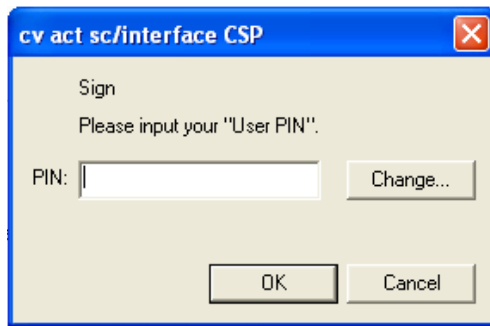 cv act sc/interface CSP
Sign
Please input your "User PIN".
PIN:
Change...
OK
Cancel